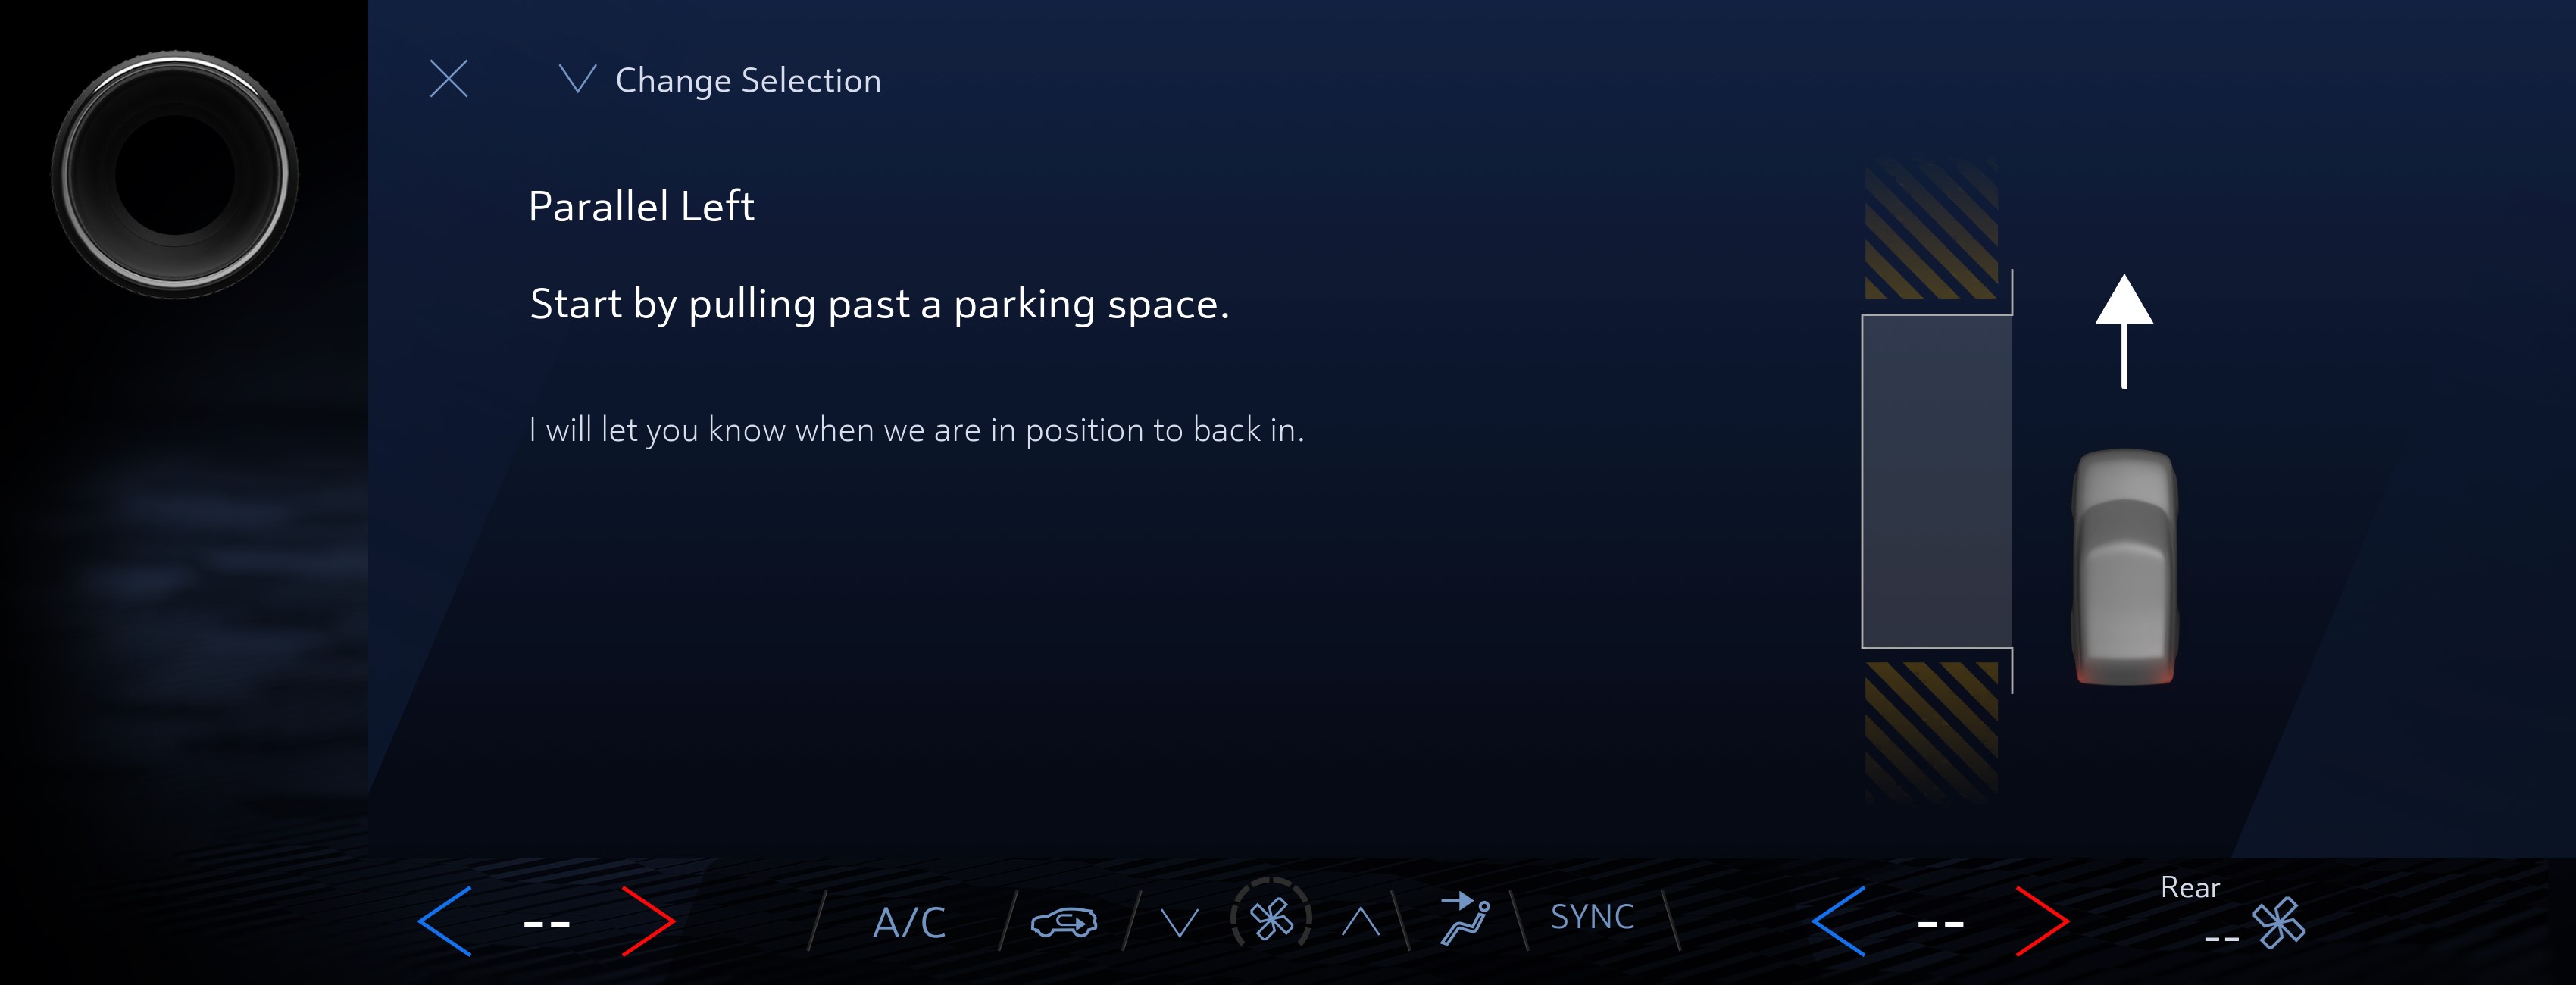 Change Selection
Parallel Left
Start by pulling past a parking space.
I will let you know when we are in position to back in.
-- A/C SYNC -- Rear --